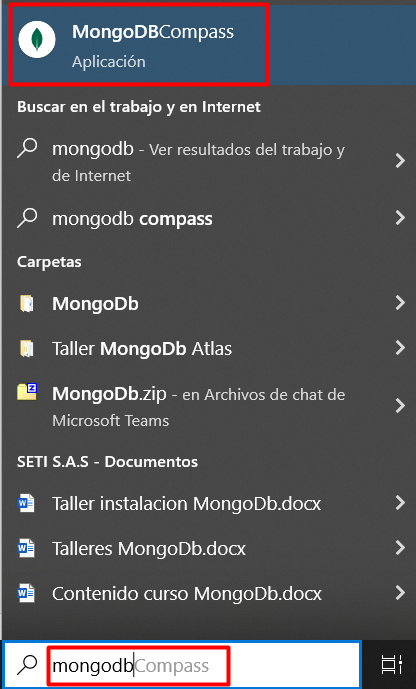 MongoDBCompass
Aplicación
Buscar en el trabajo y en Internet
mongodb - Ver resultados del trabajo y
de Internet
mongodb compass
Carpetas
MongoDb
Taller MongoDb Atlas
MongoDb.zip - en Archivos de chat de
Microsoft Teams
SETI S.A.S - Documentos
Taller instalacion MongoDb.docx
Talleres MongoDb.docx
Contenido curso MongoDb.docx
mongodbCompass